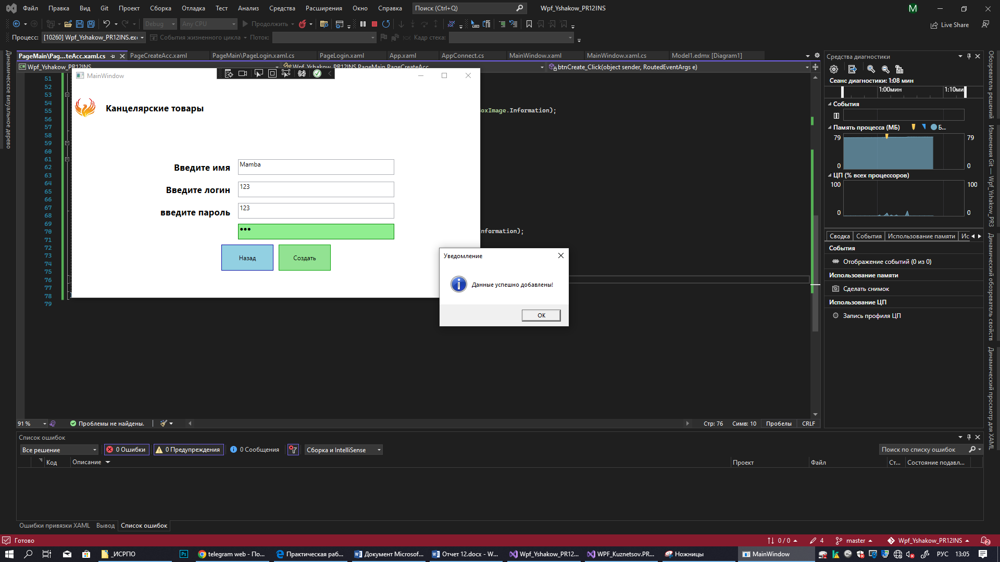 Файл Правка Вид Git Проект Сборка Отладка Тест Анализ Средства Расширения Окно Справка Поиск (Ctrl+Q) Wpf_Yshakow_PR12INS M
Debug Any CPU Продолжить Live Share
Процесс: [10260] Wpf_Yshakow_PR12INS.exe События жизненного цикла Поток: Кадр стека:
PageMain\Pag...teAcc.xaml.cs PageCreateAcc.xaml PageMain\PageLogin.xaml.cs PageLogin.xaml App.xaml AppConnect.cs MainWindow.xaml MainWindow.xaml.cs Model1.edmx [Diagram1]
Wpf_Yshakow_PR12INS Wpf_Yshakow_PR12INS.PageMain.PageCreateAcc btnCreate_Click(object sender, RoutedEventArgs e)
Динамическое визуальное дерево
51
52
53
54
55
56
57
58
59
60
61
62
63
64
65
66
67
68
69
70
71
72
73
74
75
76
77
78
79
oxImage.Information);
nformation);
MainWindow
Канцелярские товары
Введите имя Mamba
Введите логин 123
введите пароль 123
Назад Создать
Уведомление
Данные успешно добавлены!
OK
Средства диагностики
Сеанс диагностики: 1:08 мин
1:00мин 1:10ми
События
Память процесса (МБ) Б...
79 79
0 0
ЦП (% всех процессоров)
100 100
0 0
Сводка События Использование памяти Ис
События
Отображение событий (0 из 0)
Использование памяти
Сделать снимок
Использование ЦП
Запись профиля ЦП
Обозреватель решений
Изменения Git — Wpf_Yshakow_PR3
Динамический обозреватель свойств
Динамический просмотр для XAML
91 % Проблемы не найдены. Стр: 76 Симв: 10 Пробелы CRLF
Список ошибок
Все решение 0 Ошибки 0 Предупреждения 0 Сообщения Сборка и IntelliSense Поиск по списку ошибок
Код Описание Проект Файл Ст... Состояние подавл...
Ошибки привязки XAML Вывод Список ошибок
Готово 0 / 0 4 master Wpf_Yshakow_PR12INS 2
_ИСРПО Ps telegram web - По... Практическая раб... Документ Microsof... Отчет 12.docx - W... Wpf_Yshakow_PR12... WPF_Kuznetsov.PR... Ножницы MainWindow РУС 13:05